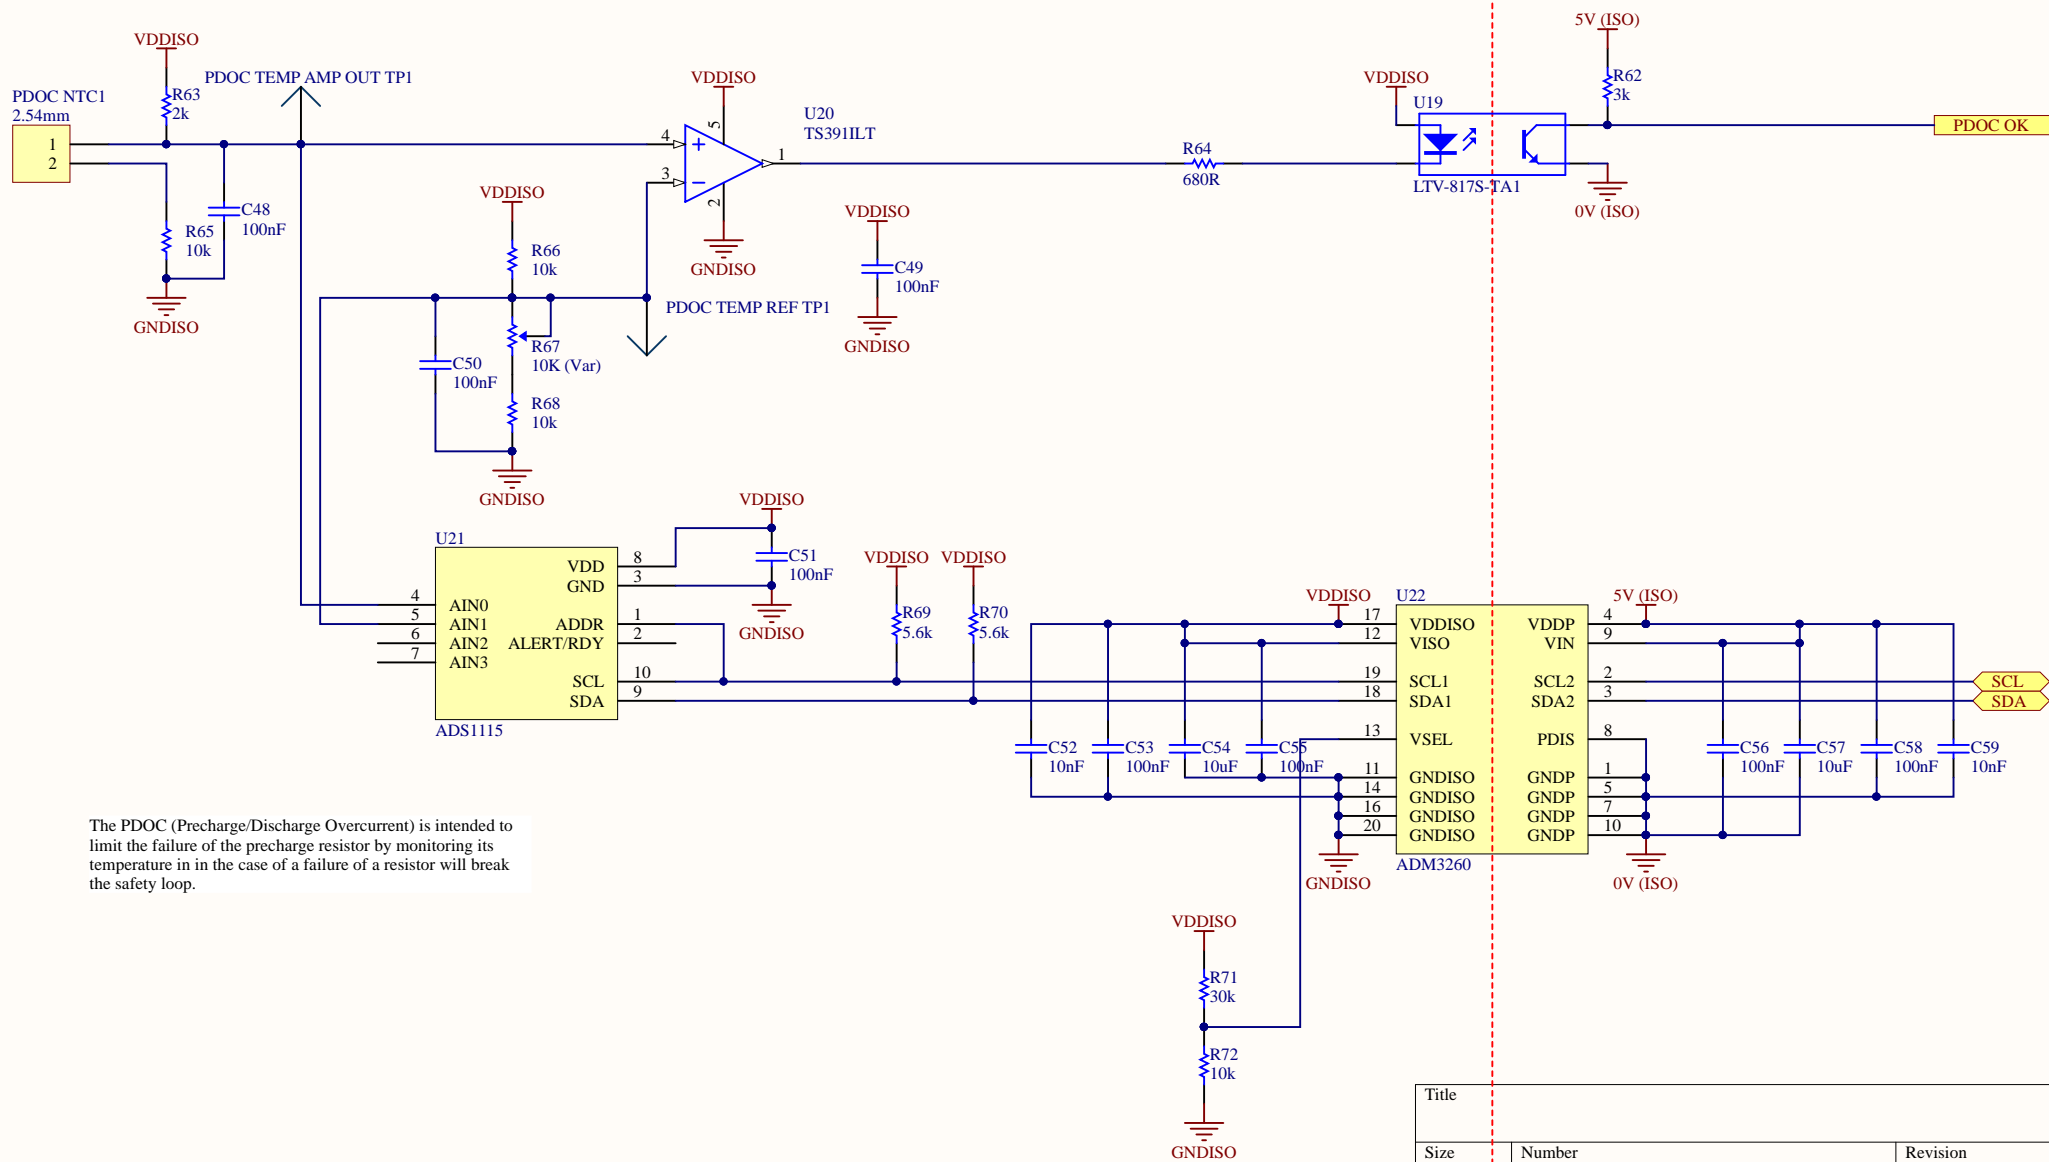 VDDISO
PDOC TEMP AMP OUT TP1
PDOC NTC1
2.54mm
1
2
R63
2k
R65
10k
C48
100nF
GNDISO
VDDISO
U20
TS391ILT
4
3
5
2
1
GNDISO
VDDISO
R66
10k
R67
10K (Var)
R68
10k
C50
100nF
GNDISO
PDOC TEMP REF TP1
VDDISO
C49
100nF
GNDISO
R64
680R
VDDISO
U19
LTV-817S-TA1
5V (ISO)
R62
3k
0V (ISO)
PDOC OK
U21
ADS1115
4 AIN0
5 AIN1
6 AIN2
7 AIN3
VDD 8
GND 3
ADDR 1
ALERT/RDY 2
SCL 10
SDA 9
VDDISO
C51
100nF
GNDISO
VDDISO
R69
5.6k
VDDISO
R70
5.6k
C52
10nF
C53
100nF
C54
10uF
C55
100nF
VDDISO
GNDISO
U22
ADM3260
17 VDDISO
12 VISO
19 SCL1
18 SDA1
13 VSEL
11 GNDISO
14 GNDISO
16 GNDISO
20 GNDISO
VDDP 4
VIN 9
SCL2 2
SDA2 3
PDIS 8
GNDP 1
GNDP 5
GNDP 7
GNDP 10
5V (ISO)
0V (ISO)
C56
100nF
C57
10uF
C58
100nF
C59
10nF
SCL
SDA
The PDOC (Precharge/Discharge Overcurrent) is intended to
limit the failure of the precharge resistor by monitoring its
temperature in in the case of a failure of a resistor will break
the safety loop.
VDDISO
R71
30k
R72
10k
GNDISO
Title
Size
Number
Revision